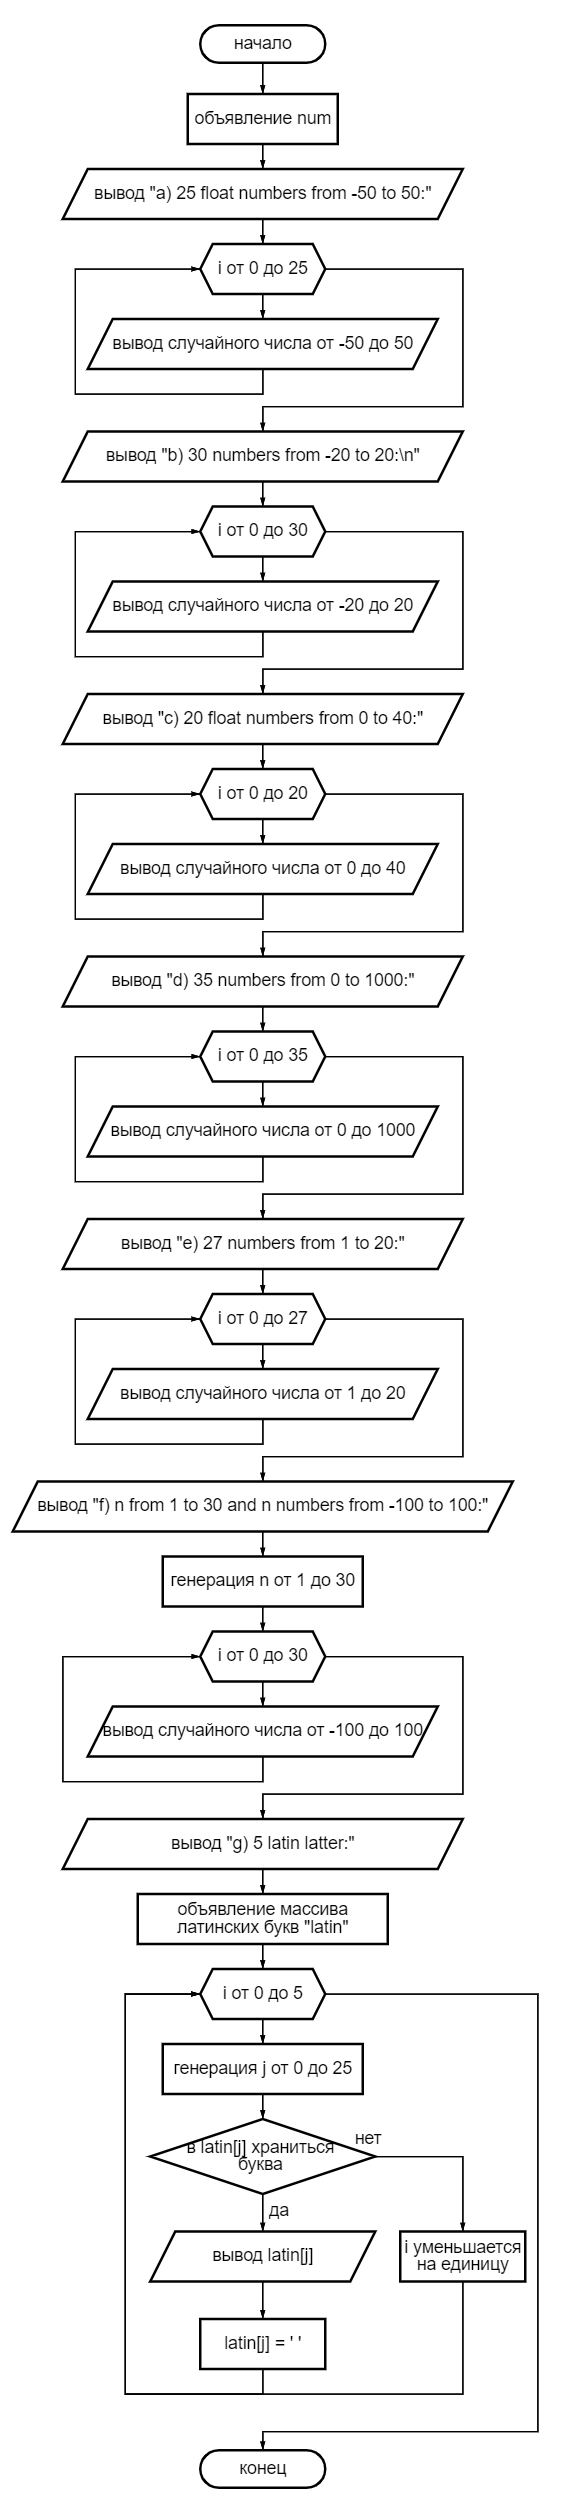 начало
объявление num
вывод "a) 25 float numbers from -50 to 50:"
i от 0 до 25
вывод случайного числа от -50 до 50
вывод "b) 30 numbers from -20 to 20:\n"
i от 0 до 30
вывод случайного числа от -20 до 20
вывод "c) 20 float numbers from 0 to 40:"
i от 0 до 20
вывод случайного числа от 0 до 40
вывод "d) 35 numbers from 0 to 1000:"
i от 0 до 35
вывод случайного числа от 0 до 1000
вывод "e) 27 numbers from 1 to 20:"
i от 0 до 27
вывод случайного числа от 1 до 20
вывод "f) n from 1 to 30 and n numbers from -100 to 100:"
генерация n от 1 до 30
i от 0 до 30
вывод случайного числа от -100 до 100
вывод "g) 5 latin latter:"
объявление массива
латинских букв "latin"
i от 0 до 5
генерация j от 0 до 25
в latin[j] храниться
буква
нет
да
вывод latin[j]
i уменьшается
на единицу
latin[j] = ' '
конец